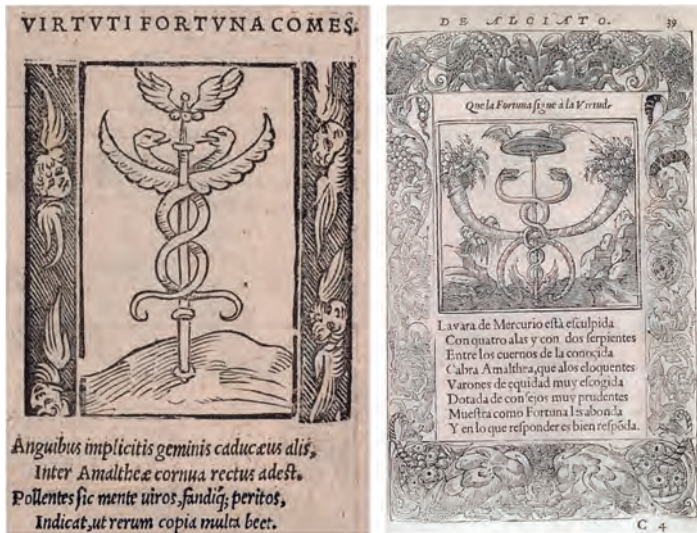 VIRTVTI FORTVNA COMES.
Anguibus implicitis geminis caducæus alis,
Inter Amaltheæ cornua rectus adest.
Pollentes sic mente uiros, fandiq; peritos,
Indicat, ut rerum copia multa beet.
DE ALCIATO. 39
Que la Fortuna sigue à la Virtud.
La vara de Mercurio està esculpida
Con quatro alas y con dos serpientes
Entre los cuernos de la conocida
Cabra Amalthea, que a los eloquentes
Varones de equidad muy escogida
Dotada de consejos muy prudentes
Muestra como Fortuna les abonda
Y en lo que responder es bien respõda.
C 4